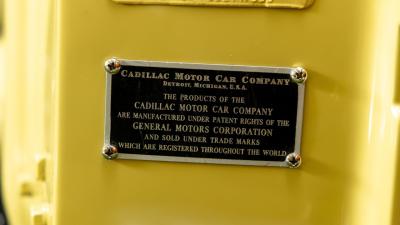 CADILLAC MOTOR CAR COMPANY
DETROIT, MICHIGAN, U.S.A.
THE PRODUCTS OF THE
CADILLAC MOTOR CAR COMPANY
ARE MANUFACTURED UNDER PATENT RIGHTS OF THE
GENERAL MOTORS CORPORATION
AND SOLD UNDER TRADE MARKS
WHICH ARE REGISTERED THROUGHOUT THE WORLD